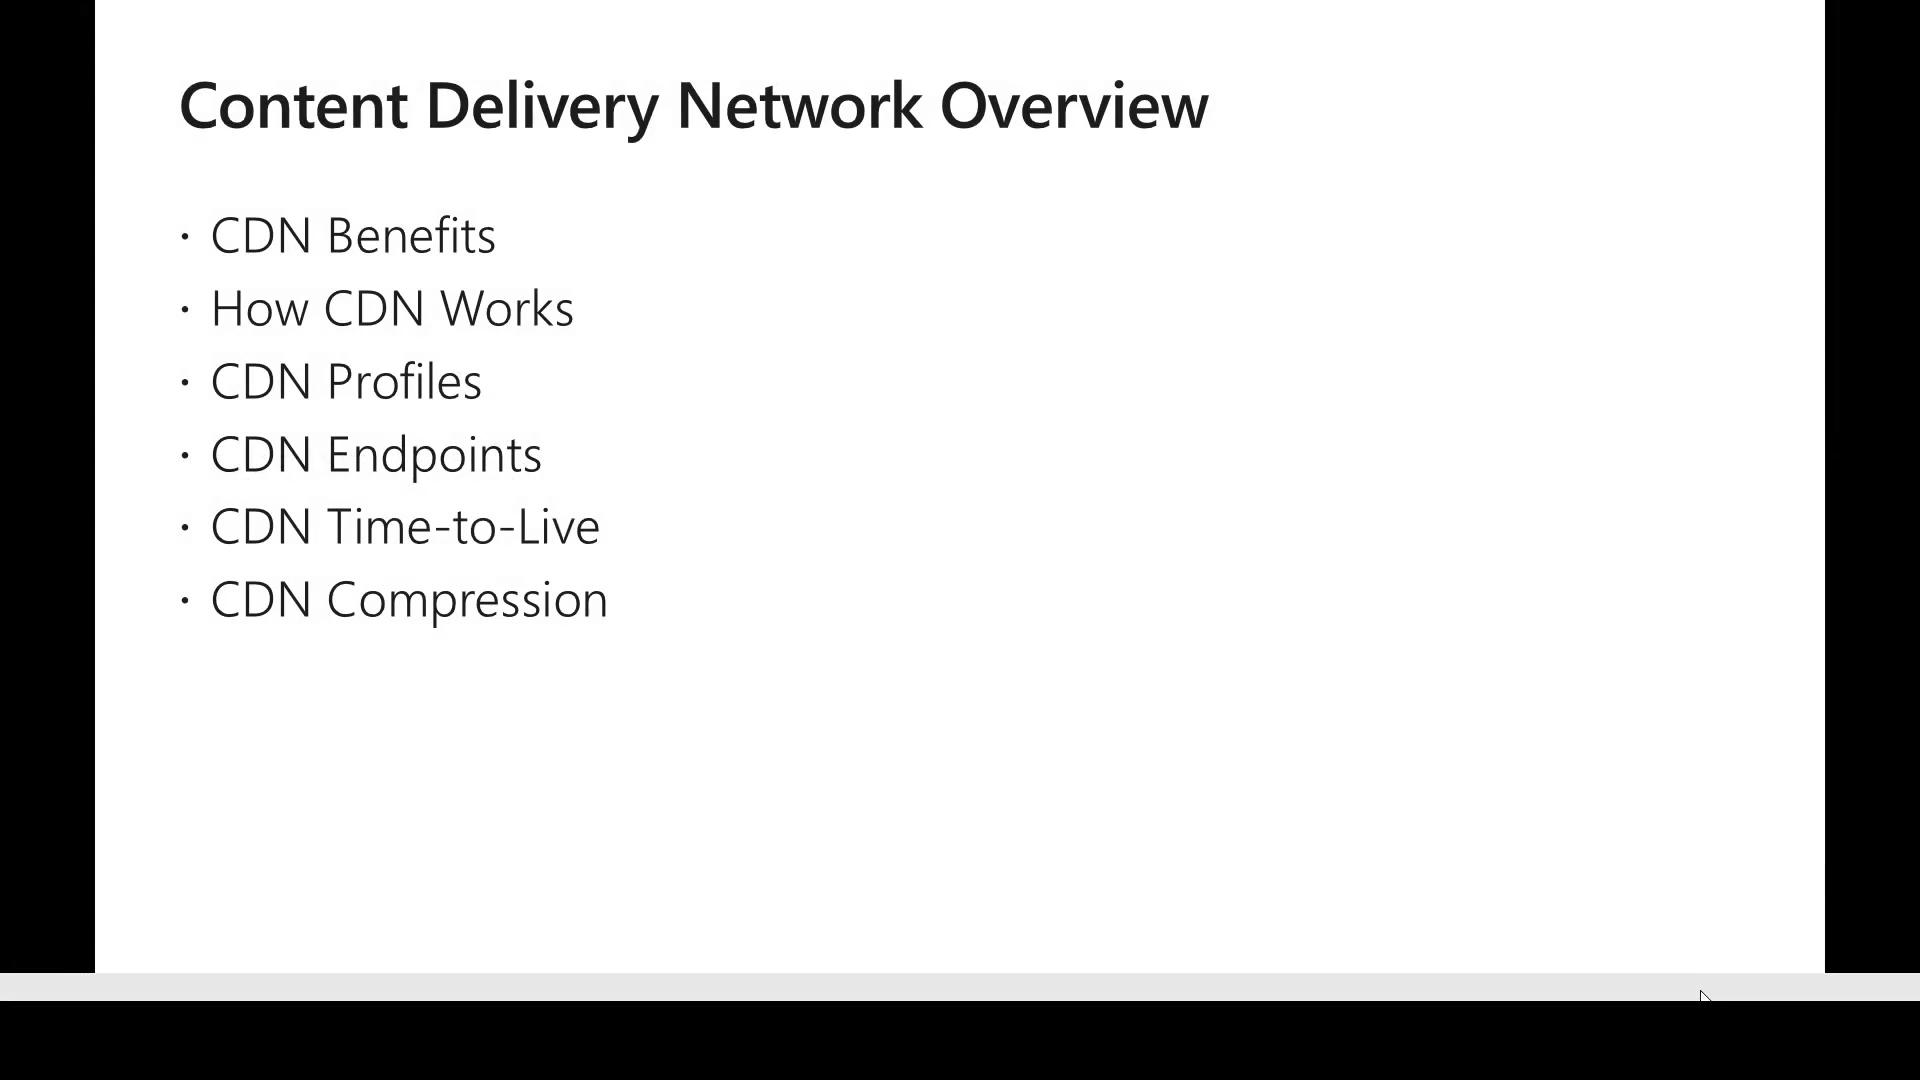 Content Delivery Network Overview
· CDN Benefits
· How CDN Works
· CDN Profiles
· CDN Endpoints
· CDN Time-to-Live
· CDN Compression